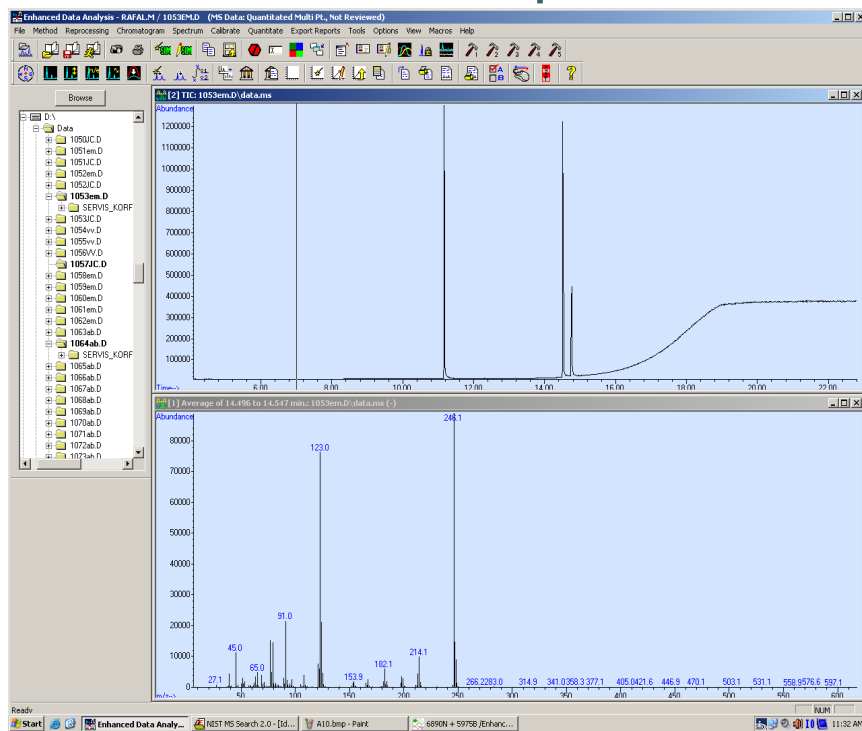 Enhanced Data Analysis - RAFAL.M / 1053EM.D (MS Data: Quantitated Multi Pt., Not Reviewed)
File Method Reprocessing Chromatogram Spectrum Calibrate Quantitate Export Reports Tools Options View Macros Help
Browse
D:\
Data
1050JC.D
1051em.D
1051JC.D
1052em.D
1052JC.D
1053em.D
SERVIS_KORF
1053JC.D
1054vv.D
1055vv.D
1056VV.D
1057JC.D
1058em.D
1059em.D
1060em.D
1061em.D
1062em.D
1063ab.D
1064ab.D
SERVIS_KORF
1065ab.D
1066ab.D
1067ab.D
1068ab.D
1069ab.D
1070ab.D
1071ab.D
1072ab.D
1073ab.D
[2] TIC: 1053em.D\data.ms
Abundance
1200000
1100000
1000000
900000
800000
700000
600000
500000
400000
300000
200000
100000
Time--> 6.00 8.00 10.00 12.00 14.00 16.00 18.00 20.00 22.00
[1] Average of 14.496 to 14.547 min.: 1053em.D\data.ms (-)
Abundance
246.1
80000
123.0
70000
60000
50000
40000
30000
91.0
20000
45.0
10000
214.1
65.0
182.1
27.1
153.9
0
266.2283.0 314.9 341.0358.3377.1 405.0421.6 446.9 470.1 503.1 531.1 558.9576.6 597.1
m/z--> 50 100 150 200 250 300 350 400 450 500 550 600
Ready
NUM
Start
Enhanced Data Analy...
NIST MS Search 2.0 - [Id...
A10.bmp - Paint
6890N + 5975B /Enhanc...
11:32 AM